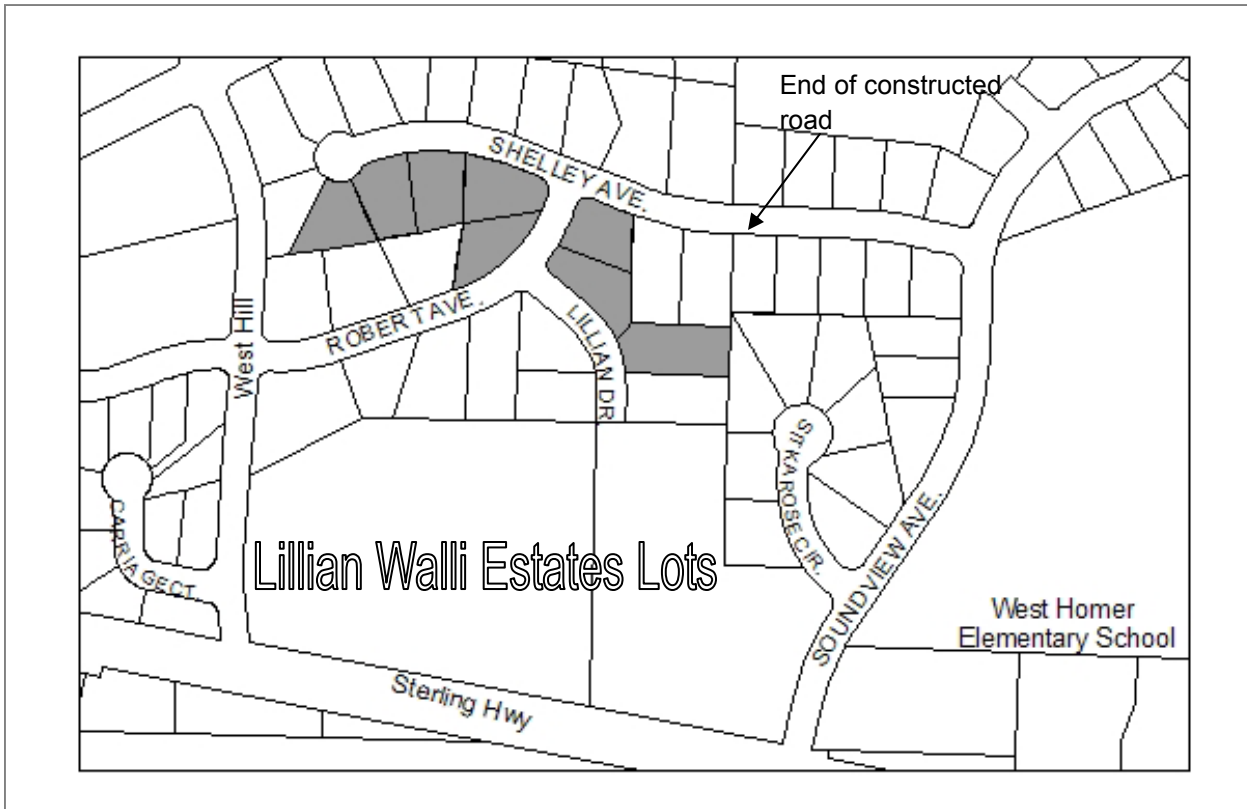 End of constructed
road
SHELLEY AVE.
ROBERT AVE.
West Hill
LILLIAN DR
SITKA ROSE CIR.
CARRIAGE CT
SOUNDVIEW AVE.
Lillian Walli Estates Lots
West Homer
Elementary School
Sterling Hwy